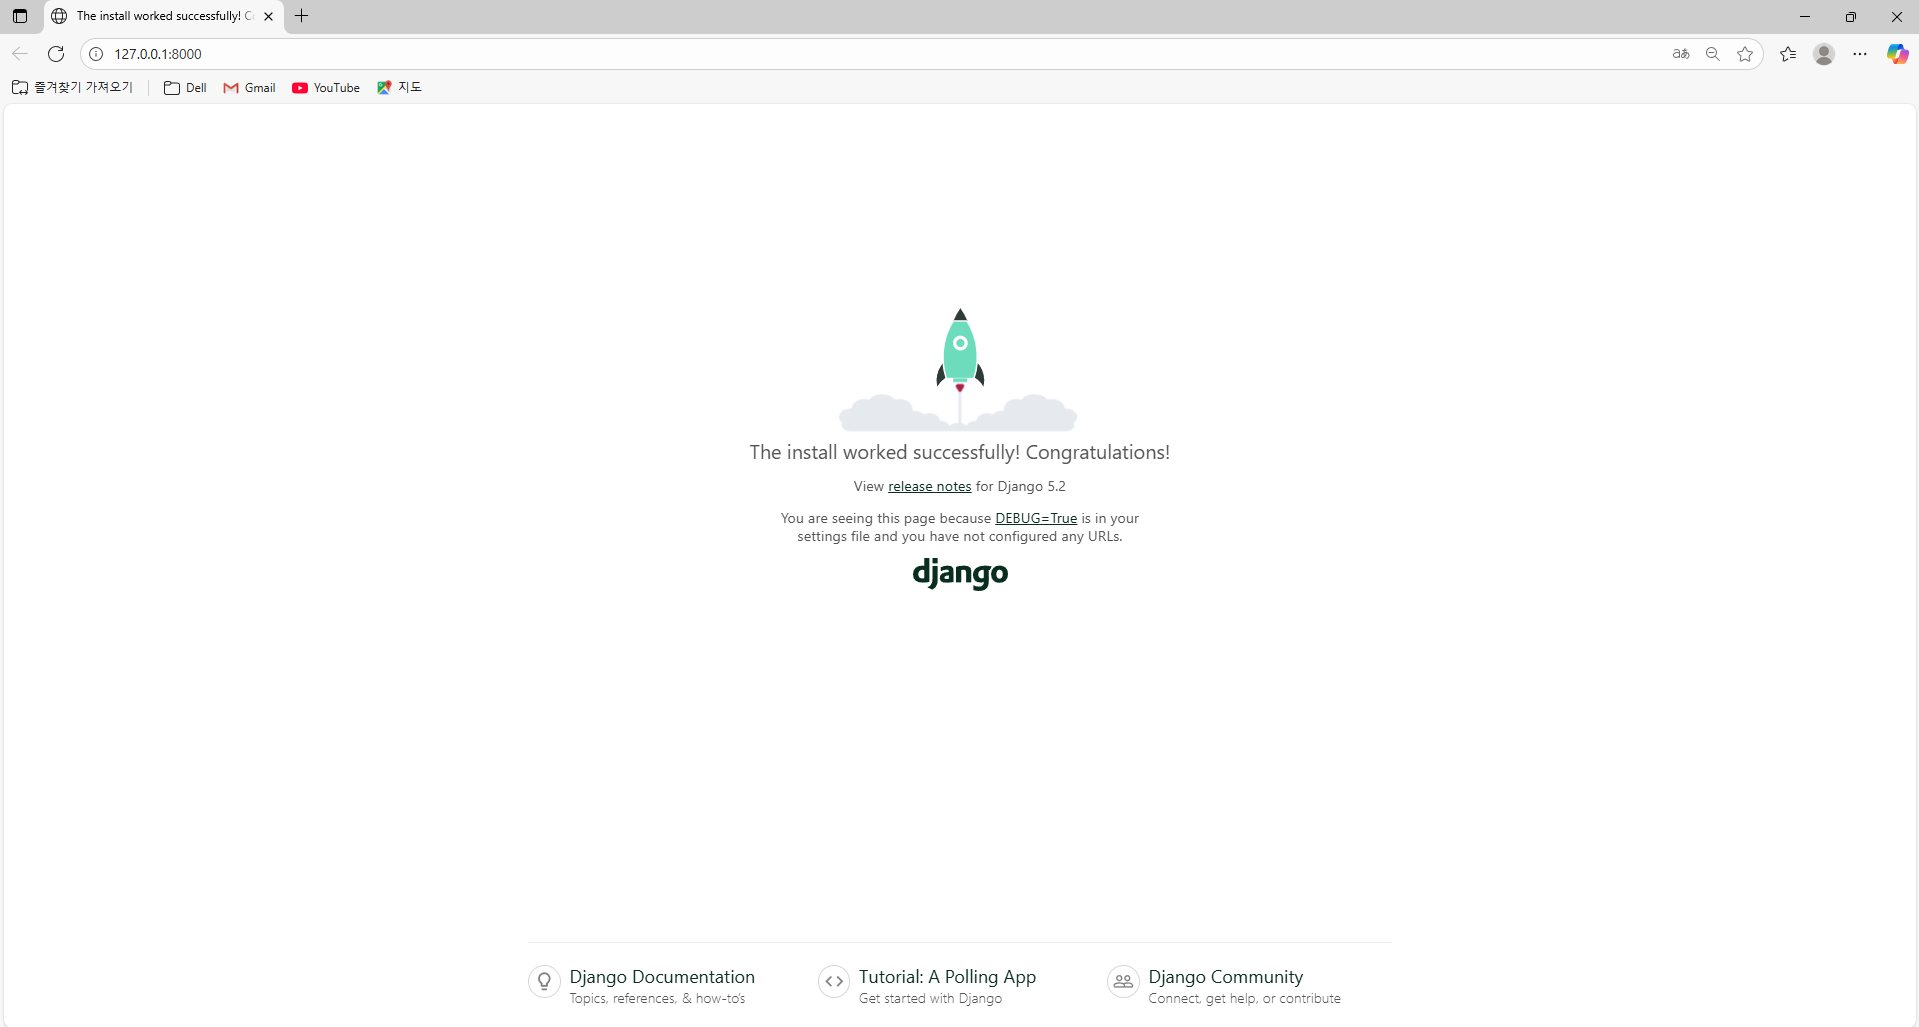 The install worked successfully! C
127.0.0.1:8000
즐겨찾기 가져오기
Dell
Gmail
YouTube
지도
The install worked successfully! Congratulations!
View release notes for Django 5.2
You are seeing this page because DEBUG=True is in your
settings file and you have not configured any URLs.
django
Django Documentation
Topics, references, & how-to's
Tutorial: A Polling App
Get started with Django
Django Community
Connect, get help, or contribute